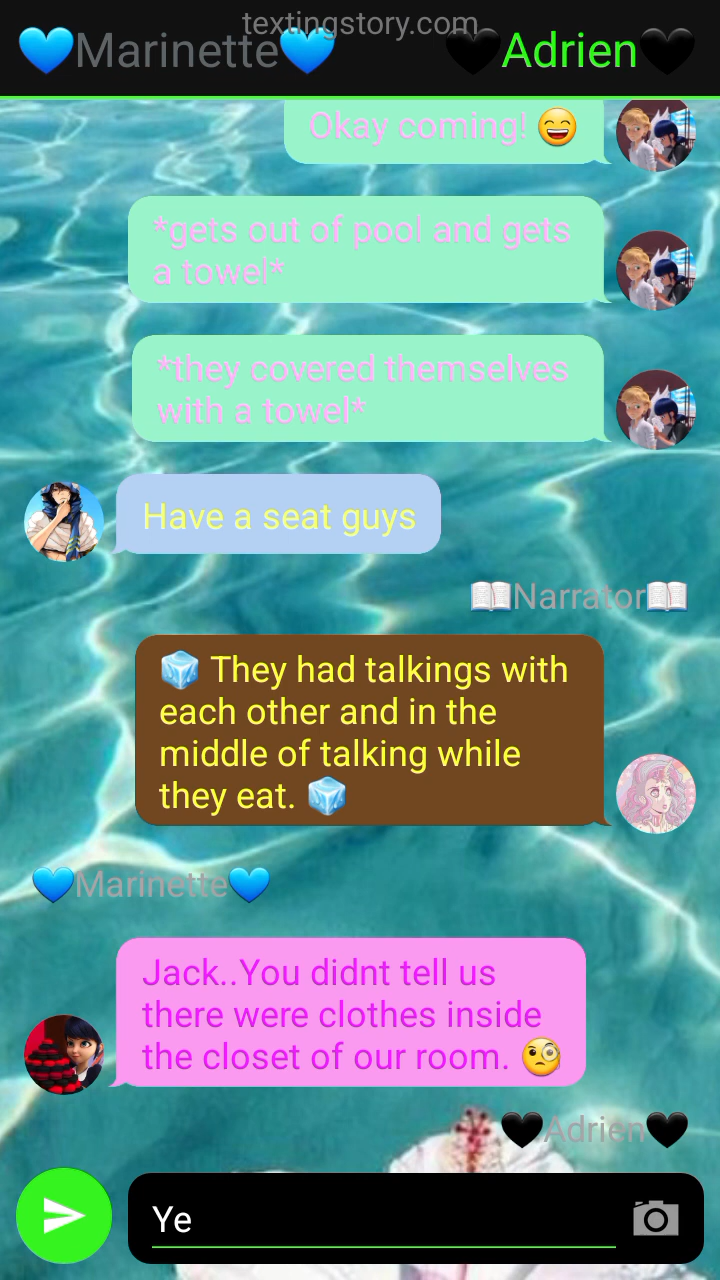 textingstory.com
💙Marinette💙 🖤Adrien🖤
Okay coming! 😄
*gets out of pool and gets
a towel*
*they covered themselves
with a towel*
Have a seat guys
📖Narrator📖
🧊 They had talkings with
each other and in the
middle of talking while
they eat. 🧊
💙Marinette💙
Jack..You didnt tell us
there were clothes inside
the closet of our room. 🧐
🖤Adrien🖤
Ye